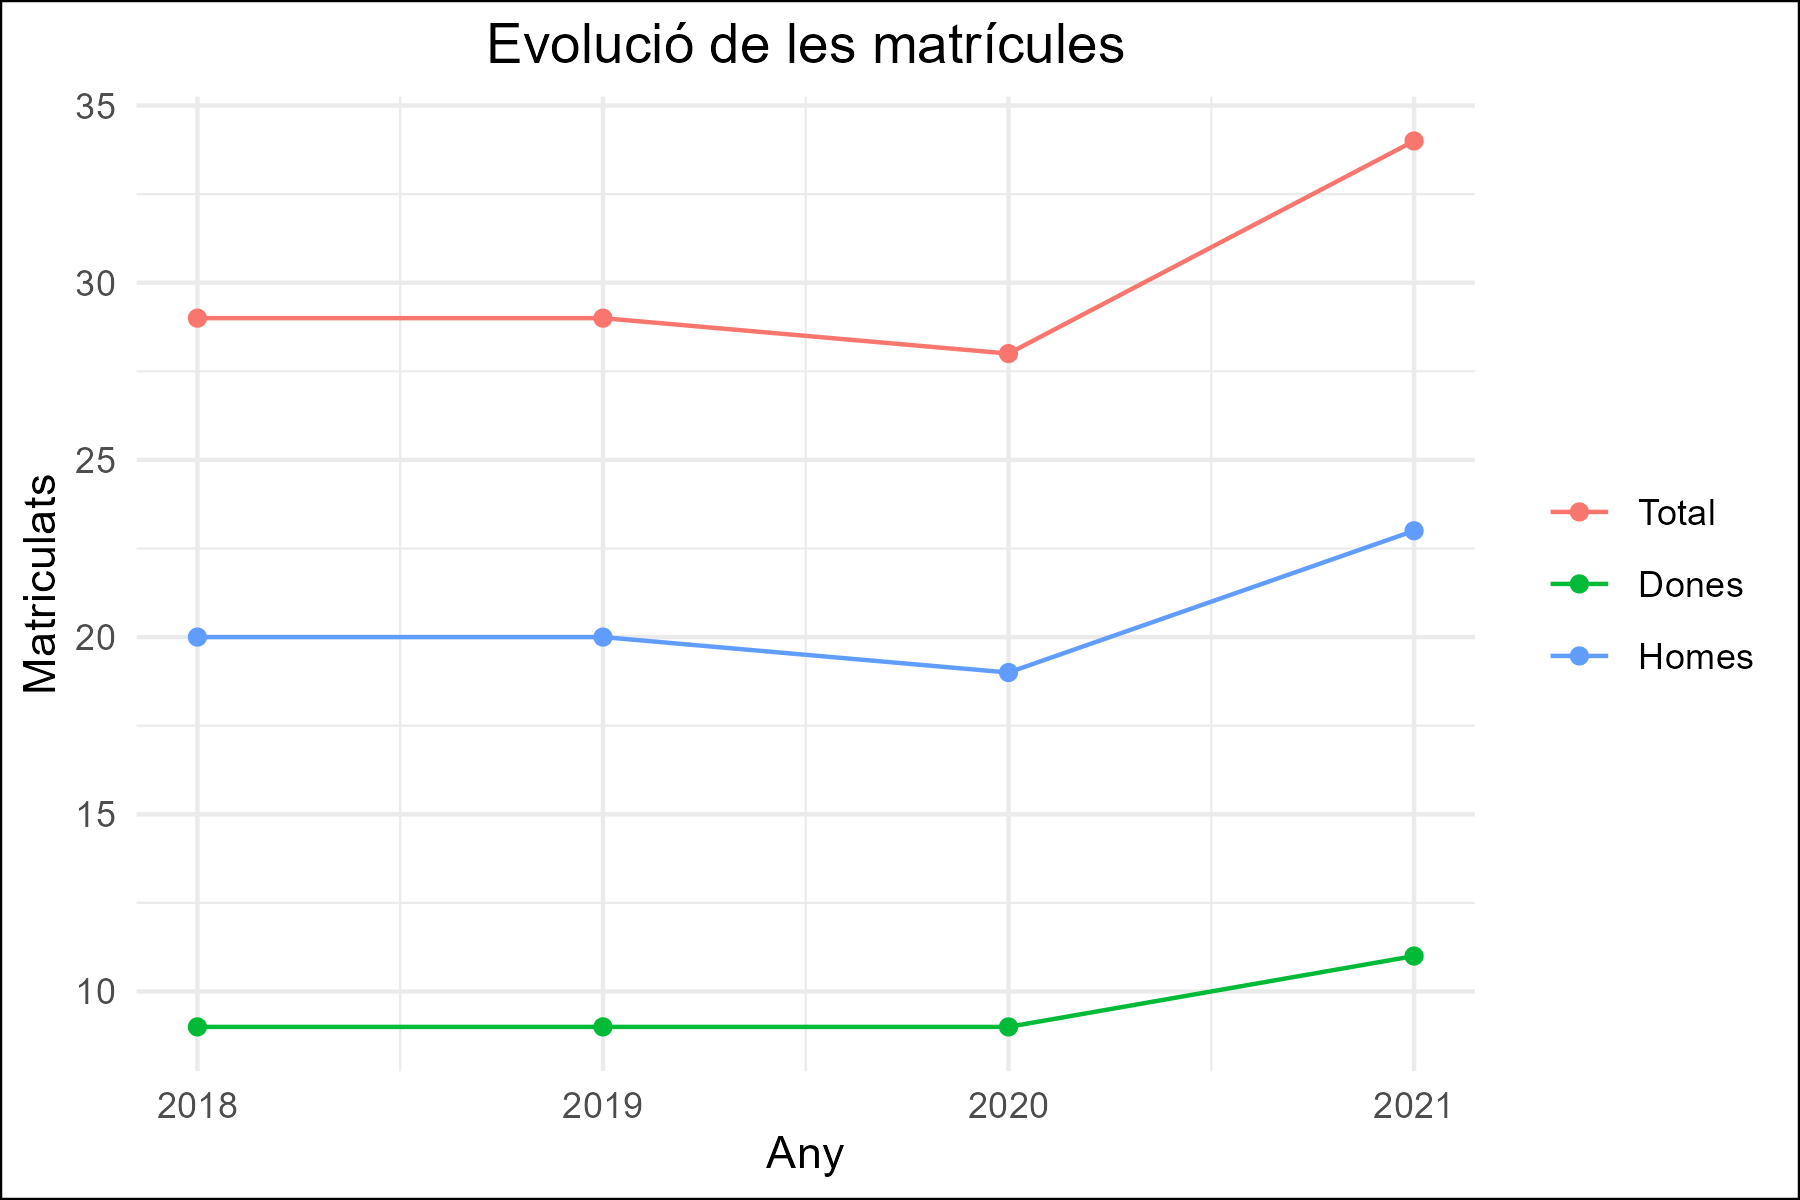 Evolució de les matrícules
35
30
25
20
15
10
Matriculats
2018 2019 2020 2021
Any
Total
Dones
Homes